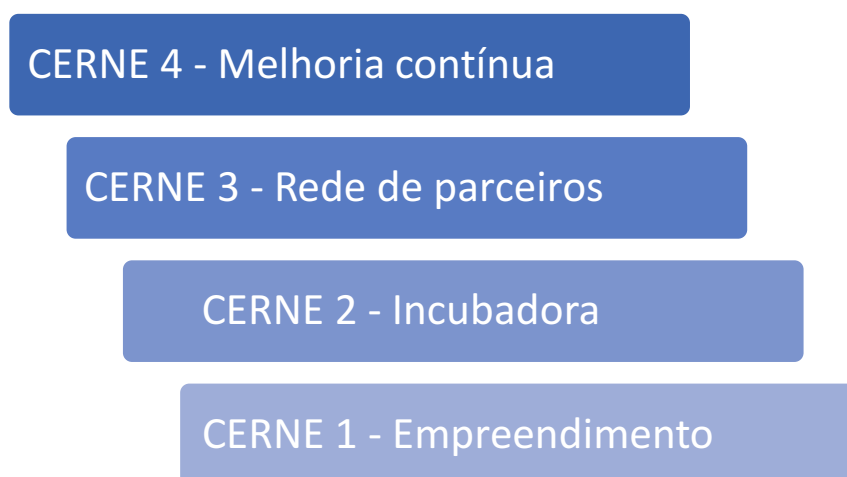 CERNE 4 - Melhoria contínua
CERNE 3 - Rede de parceiros
CERNE 2 - Incubadora
CERNE 1 - Empreendimento